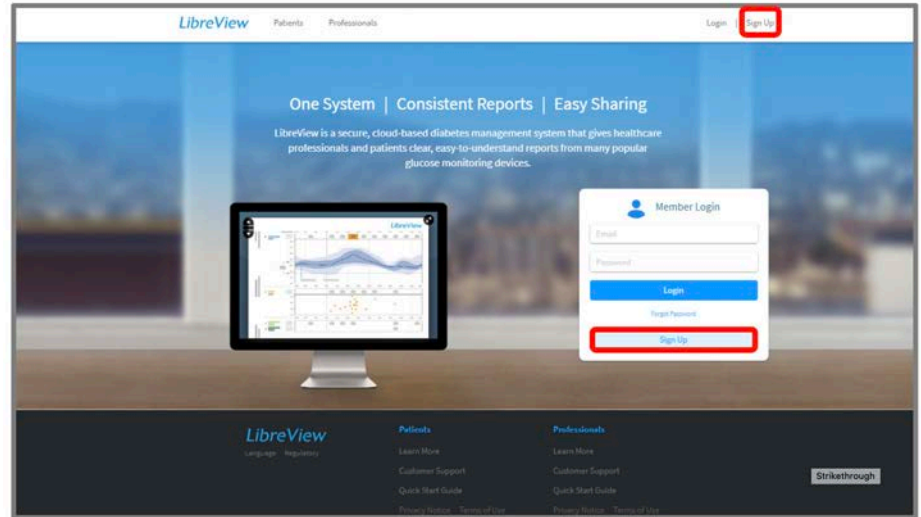 LibreView Patients Professionals Login | Sign Up
One System | Consistent Reports | Easy Sharing
LibreView is a secure, cloud-based diabetes management system that gives healthcare
professionals and patients clear, easy-to-understand reports from many popular
glucose monitoring devices.
LibreView
Member Login
Email
Password
Login
Forgot Password
Sign Up
LibreView
Language Regulatory
Patients
Learn More
Customer Support
Quick Start Guide
Privacy Notice Terms of Use
Professionals
Learn More
Customer Support
Quick Start Guide
Privacy Notice Terms of Use
Strikethrough